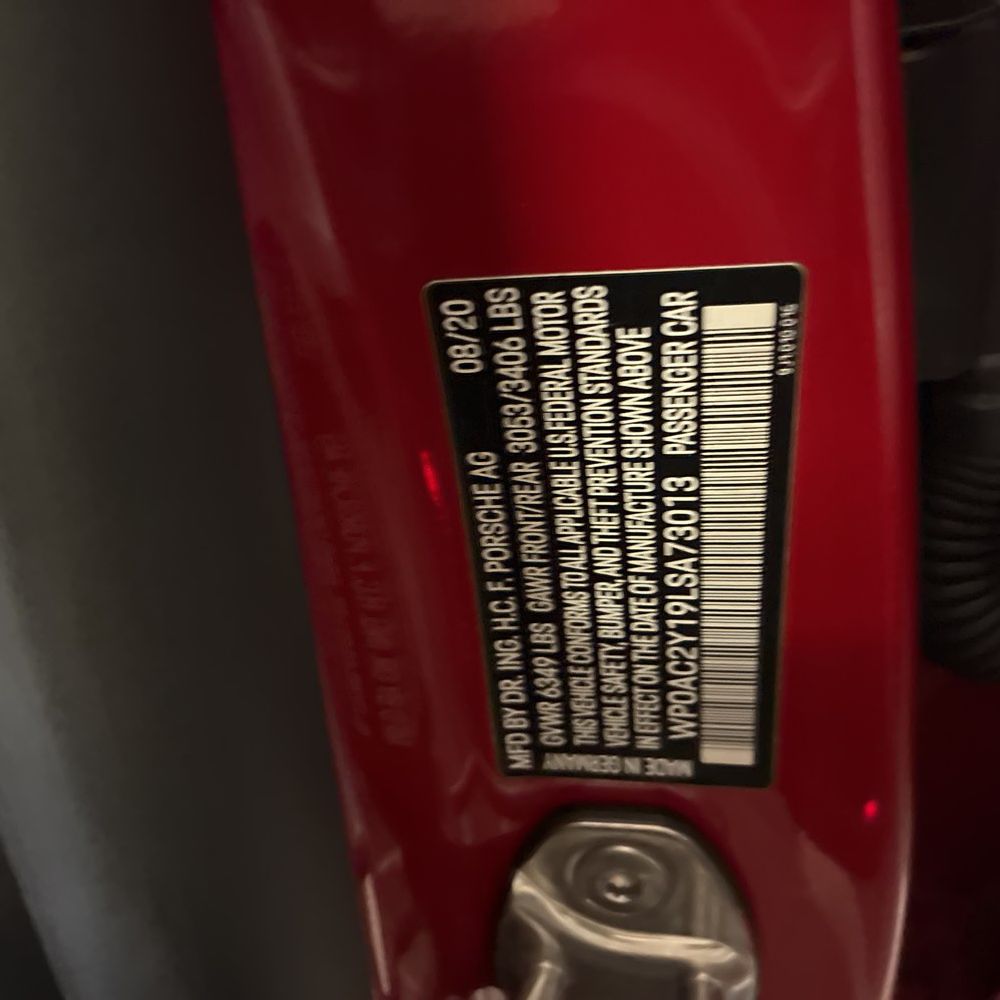 MFD BY DR. ING. H.C. F. PORSCHE AG 08/20
GVWR 6349 LBS GAWR FRONT/REAR 3053/3406 LBS
THIS VEHICLE CONFORMS TO ALL APPLICABLE U.S.FEDERAL MOTOR
VEHICLE SAFETY, BUMPER, AND THEFT PREVENTION STANDARDS
IN EFFECT ON THE DATE OF MANUFACTURE SHOWN ABOVE
WP0AC2Y19LSA73013 PASSENGER CAR
MADE IN GERMANY